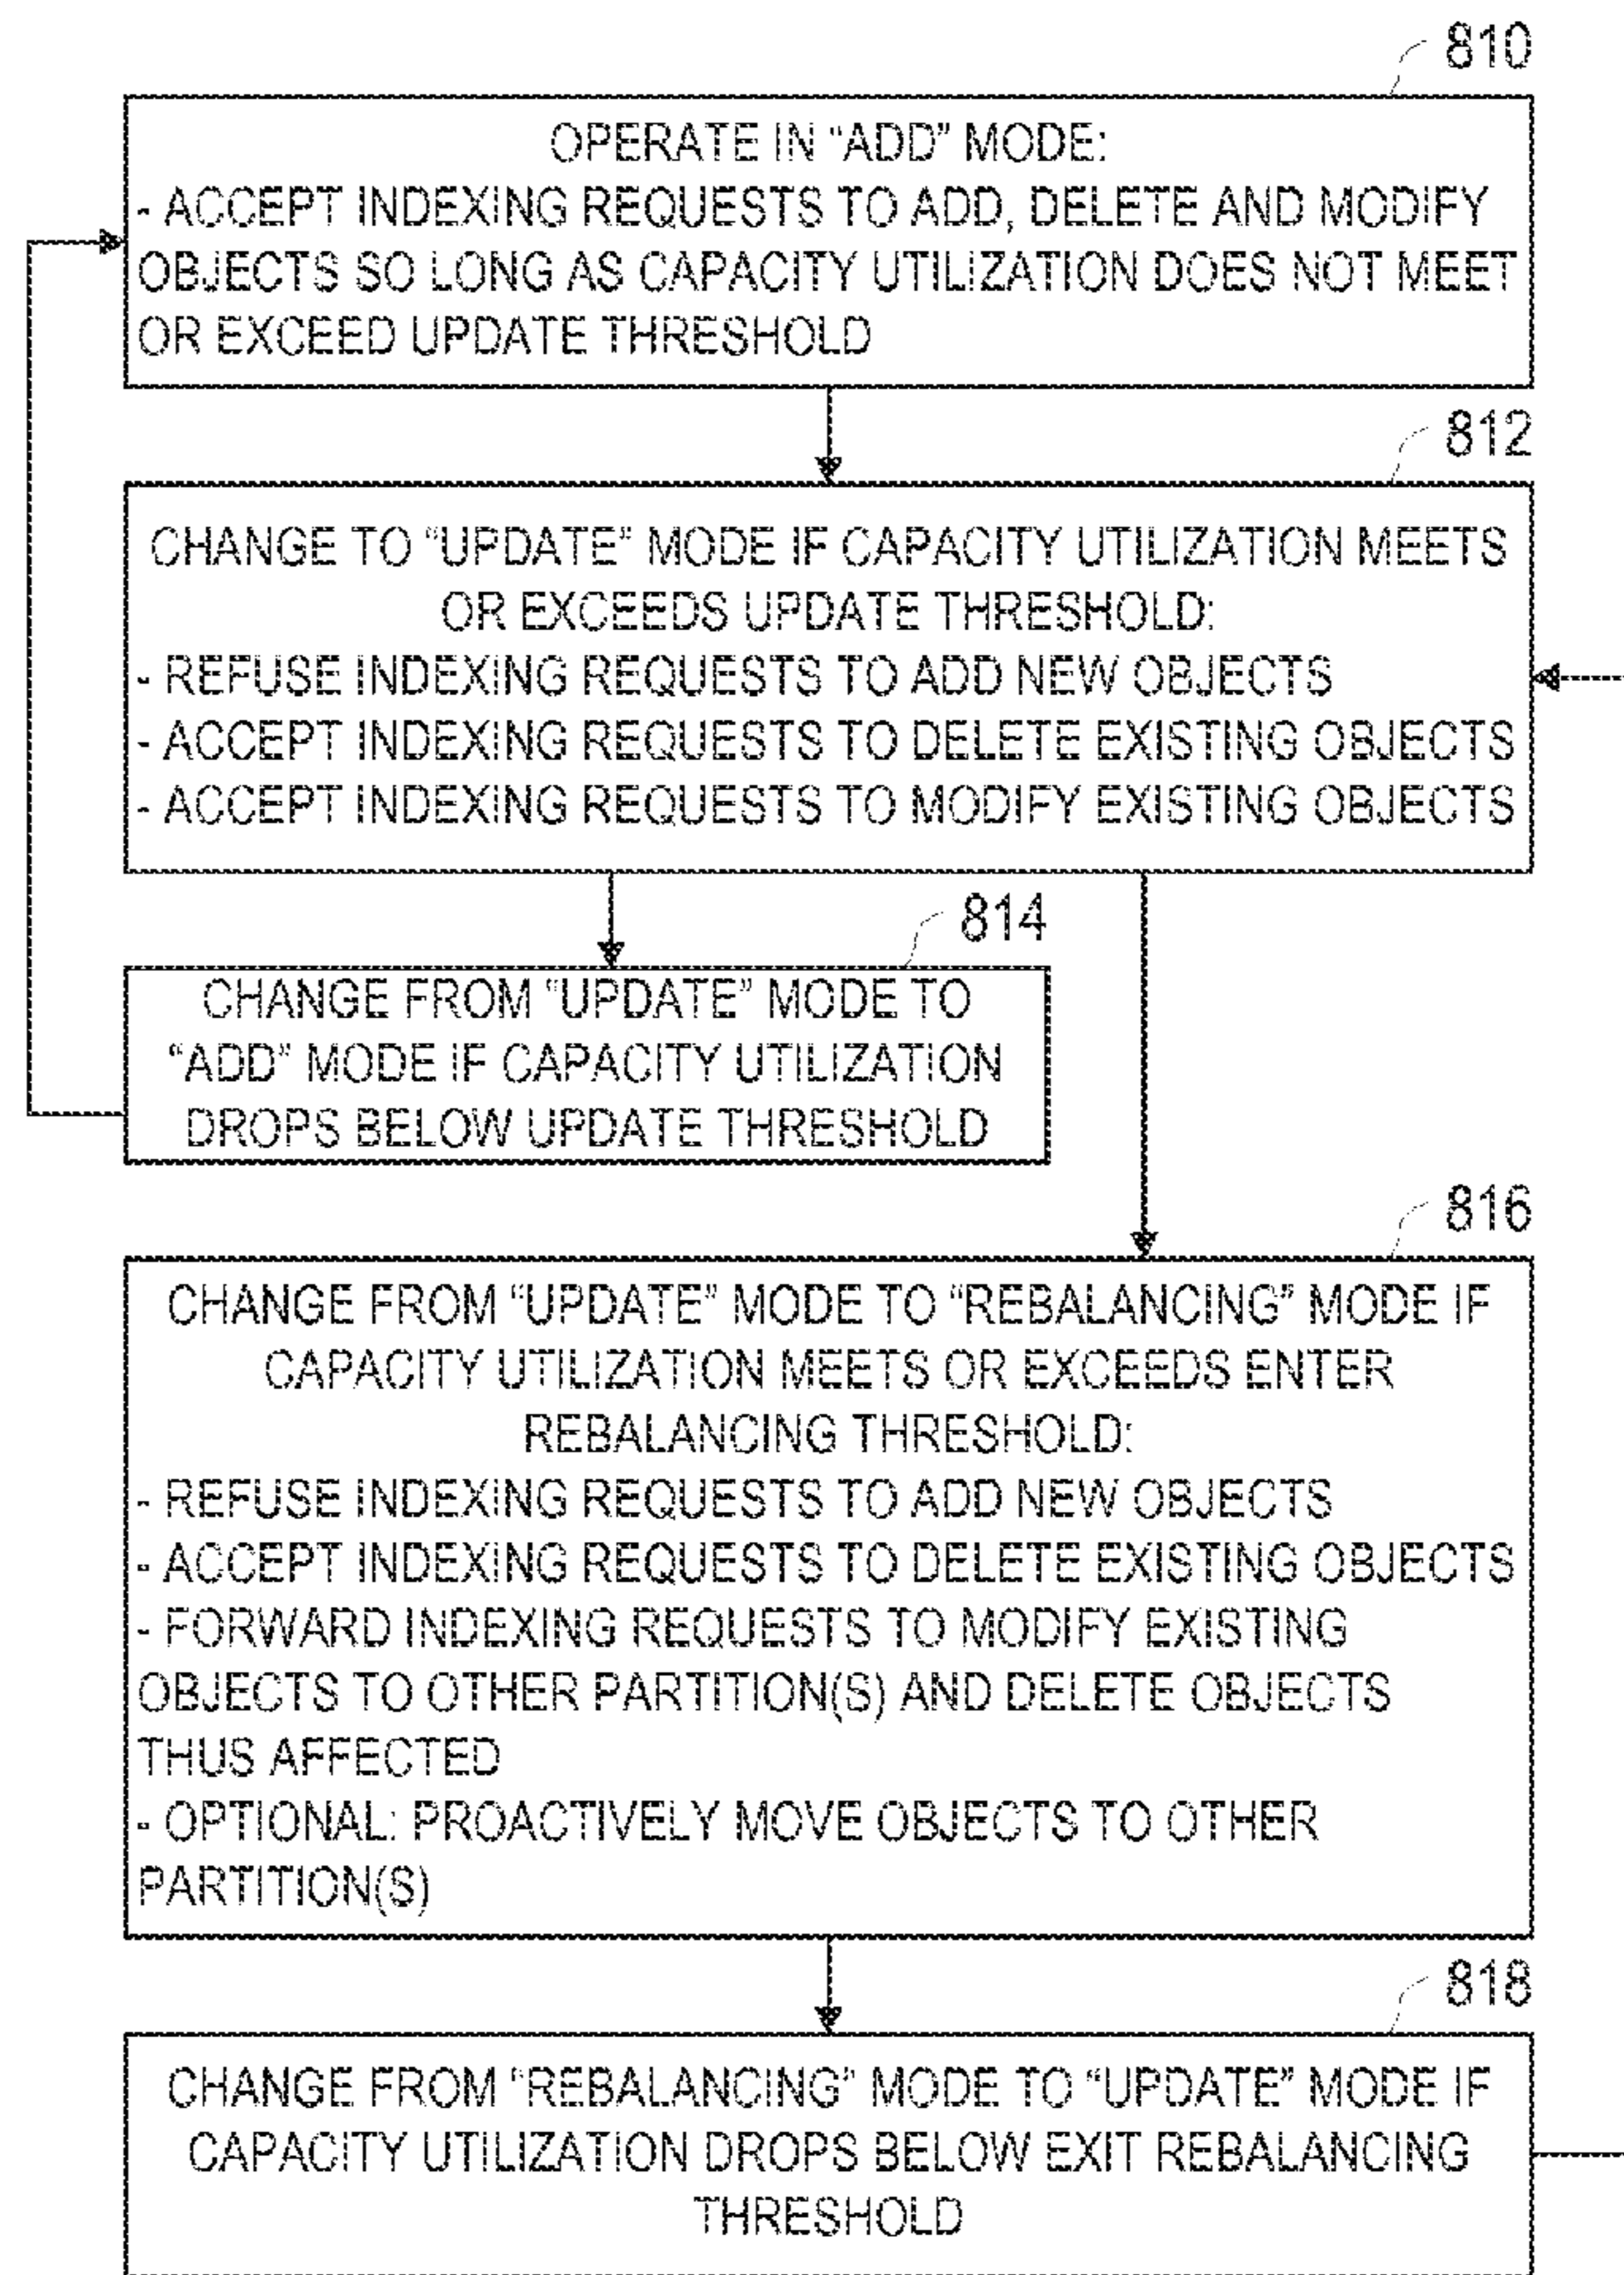 810
OPERATE IN “ADD” MODE:
- ACCEPT INDEXING REQUESTS TO ADD, DELETE AND MODIFY
OBJECTS SO LONG AS CAPACITY UTILIZATION DOES NOT MEET
OR EXCEED UPDATE THRESHOLD
812
CHANGE TO “UPDATE” MODE IF CAPACITY UTILIZATION MEETS
OR EXCEEDS UPDATE THRESHOLD:
- REFUSE INDEXING REQUESTS TO ADD NEW OBJECTS
- ACCEPT INDEXING REQUESTS TO DELETE EXISTING OBJECTS
- ACCEPT INDEXING REQUESTS TO MODIFY EXISTING OBJECTS
814
CHANGE FROM “UPDATE” MODE TO
“ADD” MODE IF CAPACITY UTILIZATION
DROPS BELOW UPDATE THRESHOLD
816
CHANGE FROM “UPDATE” MODE TO “REBALANCING” MODE IF
CAPACITY UTILIZATION MEETS OR EXCEEDS ENTER
REBALANCING THRESHOLD:
- REFUSE INDEXING REQUESTS TO ADD NEW OBJECTS
- ACCEPT INDEXING REQUESTS TO DELETE EXISTING OBJECTS
- FORWARD INDEXING REQUESTS TO MODIFY EXISTING
OBJECTS TO OTHER PARTITION(S) AND DELETE OBJECTS
THUS AFFECTED
- OPTIONAL: PROACTIVELY MOVE OBJECTS TO OTHER
PARTITION(S)
818
CHANGE FROM “REBALANCING” MODE TO “UPDATE” MODE IF
CAPACITY UTILIZATION DROPS BELOW EXIT REBALANCING
THRESHOLD